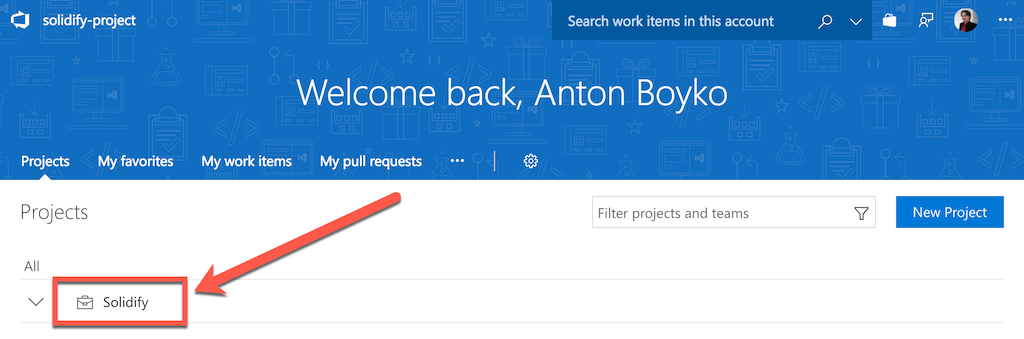 solidify-project
Search work items in this account
Welcome back, Anton Boyko
Projects My favorites My work items My pull requests
Projects
Filter projects and teams
New Project
All
Solidify